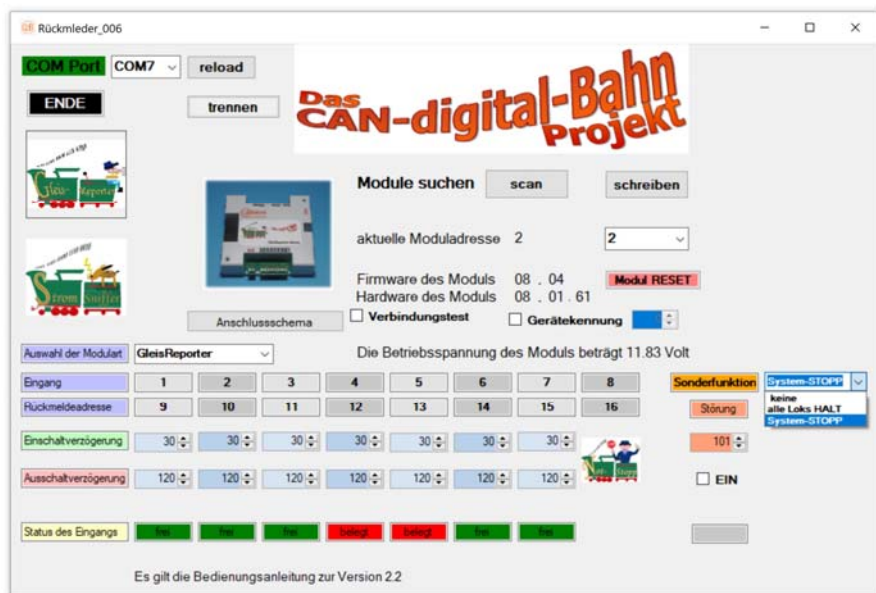 Rückmleder_006
COM Port COM7 reload
ENDE trennen
Das
CAN-digital-Bahn
Projekt
Gleis-Reporter
Strom Sniffer
Module suchen scan schreiben
aktuelle Moduladresse 2 2
Firmware des Moduls 08 . 04 Modul RESET
Hardware des Moduls 08 . 01 . 61
Anschlussschema Verbindungstest Gerätekennung
Auswahl der Modulart GleisReporter Die Betriebsspannung des Moduls beträgt 11.83 Volt
Eingang 1 2 3 4 5 6 7 8 Sonderfunktion System-STOPP
keine
alle Loks HALT
System-STOPP
Rückmeldeadresse 9 10 11 12 13 14 15 16 Störung
Einschaltverzögerung 30 30 30 30 30 30 30 101
Ausschaltverzögerung 120 120 120 120 120 120 120 EIN
Status des Eingangs frei frei frei belegt belegt frei frei
Es gilt die Bedienungsanleitung zur Version 2.2